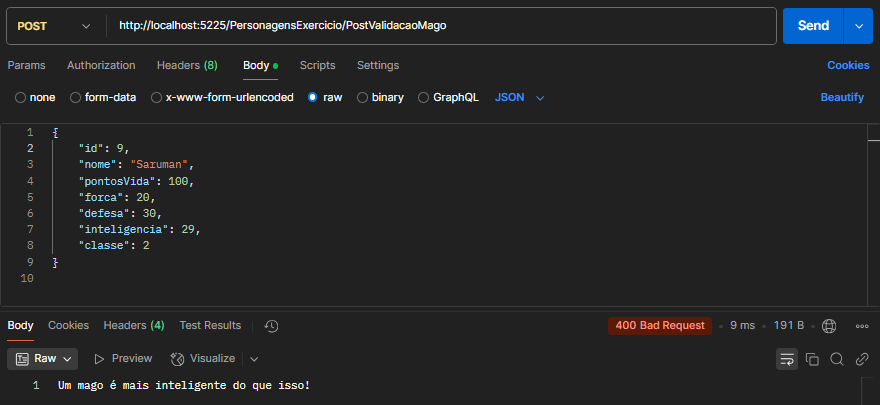 POST http://localhost:5225/PersonagensExercicio/PostValidacaoMago Send
Params Authorization Headers (8) Body Scripts Settings Cookies
none form-data x-www-form-urlencoded raw binary GraphQL JSON Beautify
1 {
2 "id": 9,
3 "nome": "Saruman",
4 "pontosVida": 100,
5 "forca": 20,
6 "defesa": 30,
7 "inteligencia": 29,
8 "classe": 2
9 }
10
Body Cookies Headers (4) Test Results 400 Bad Request 9 ms 191 B
Raw Preview Visualize
1 Um mago é mais inteligente do que isso!